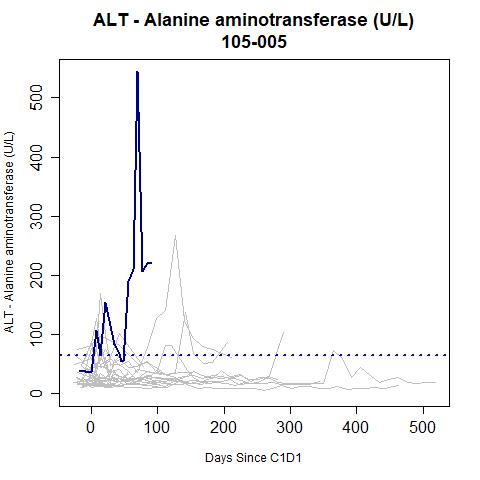 ALT - Alanine aminotransferase (U/L)
105-005
ALT - Alanine aminotransferase (U/L)
500
400
300
200
100
0
0 100 200 300 400 500
Days Since C1D1